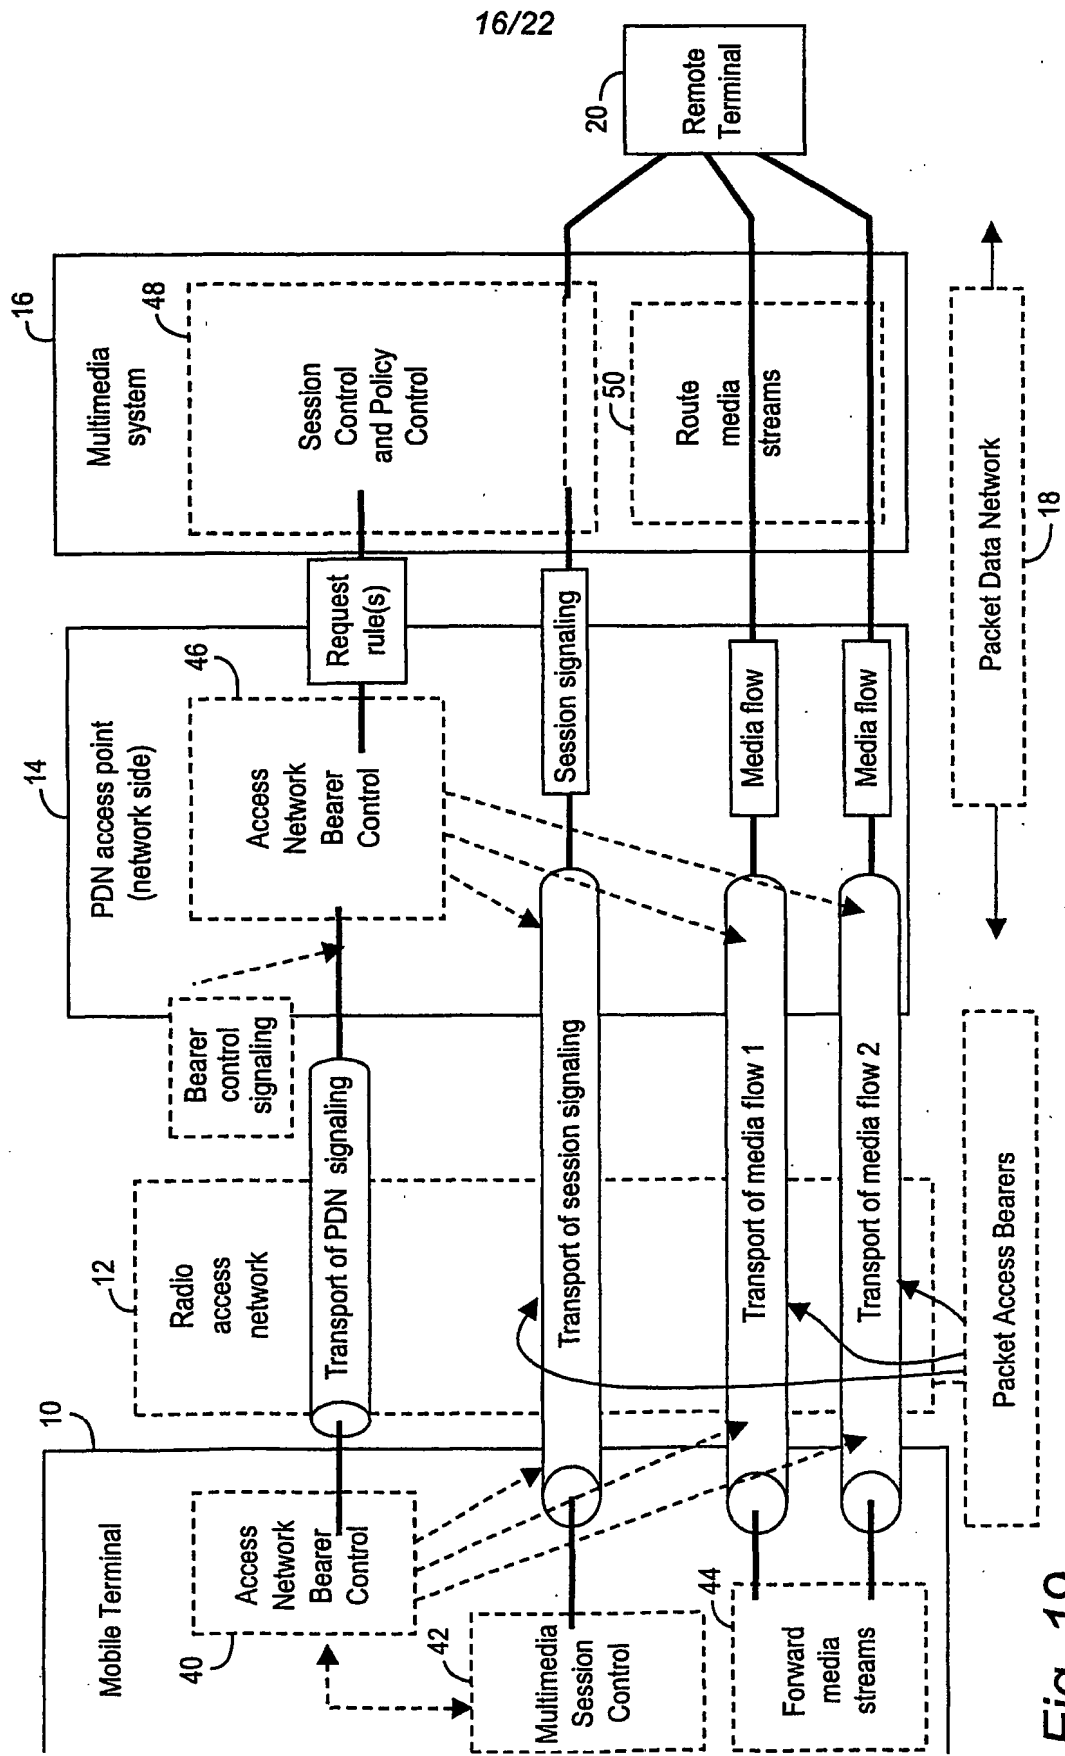 16/22
Mobile Terminal
10
Access
Network
Bearer
Control
40
42
Multimedia
Session
Control
44
Forward
media
streams
12
Radio
access
network
Transport of PDN signaling
Bearer
control
signaling
Transport of session signaling
Transport of media flow 1
Transport of media flow 2
Packet Access Bearers
14
PDN access point
(network side)
46
Access
Network
Bearer
Control
Request
rule(s)
Session signaling
Media flow
Media flow
16
Multimedia
system
48
Session
Control
and Policy
Control
50
Route
media
streams
20
Remote
Terminal
Packet Data Network
18
Fig. 19